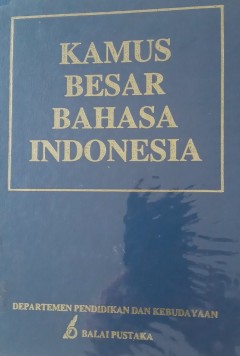 KAMUS
BESAR
BAHASA
INDONESIA
DEPARTEMEN PENDIDIKAN DAN KEBUDAYAAN
BALAI PUSTAKA